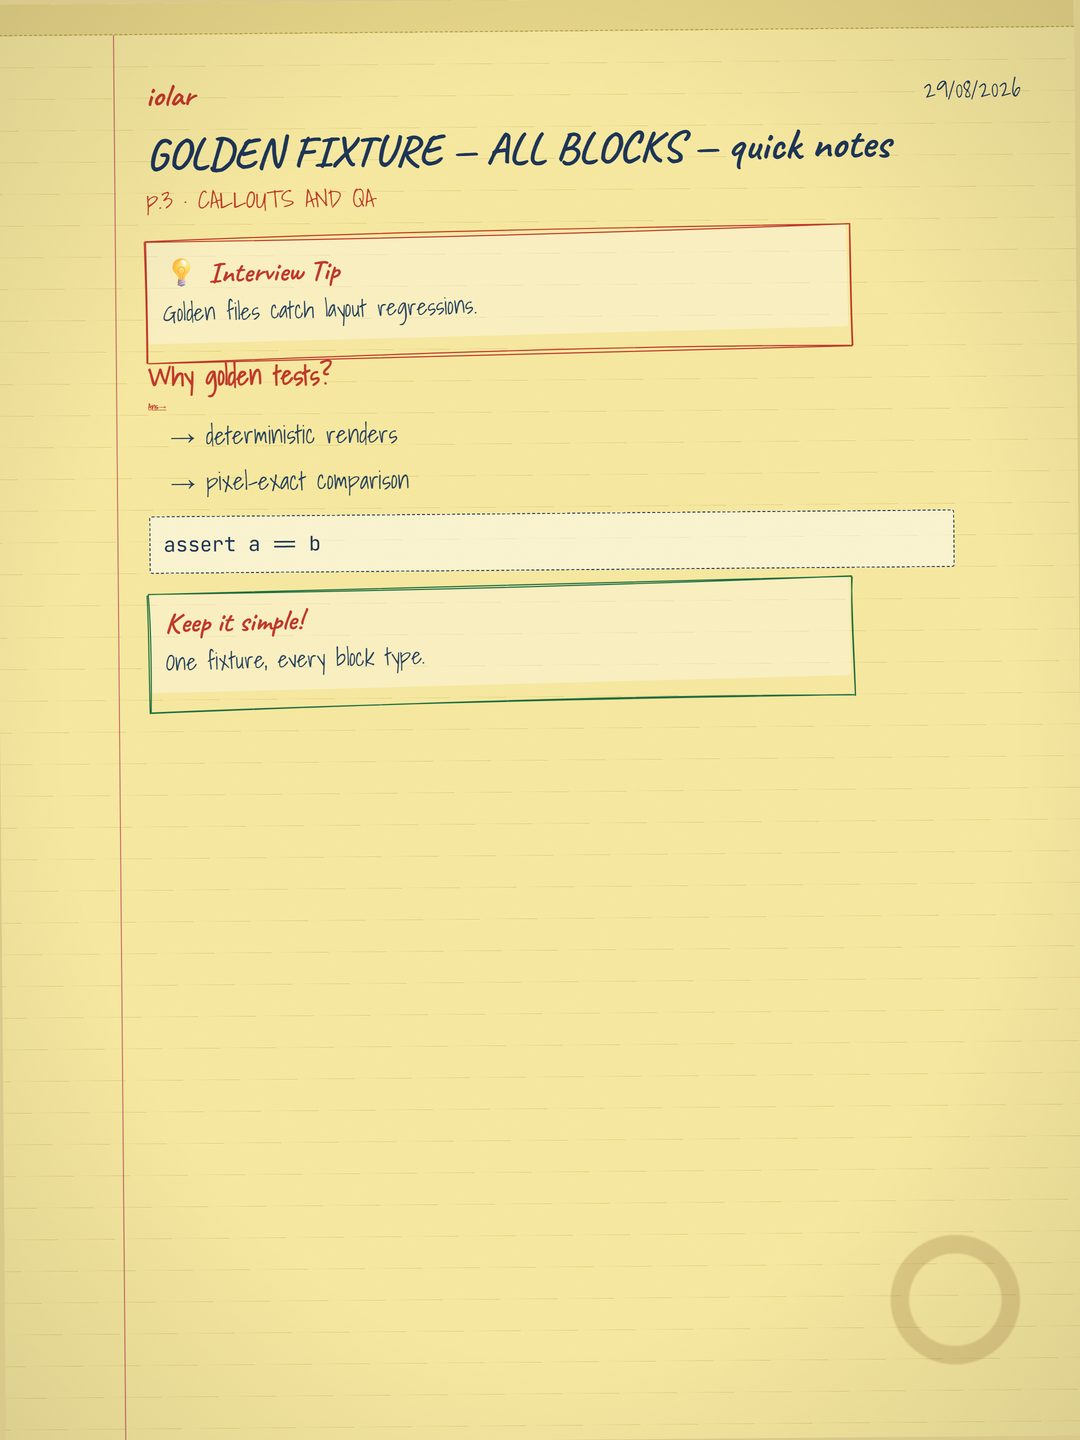 iolar
29/08/2026
GOLDEN FIXTURE – ALL BLOCKS – quick notes
p.3 · CALLOUTS AND QA
Interview Tip
Golden files catch layout regressions.
Why golden tests?
Ans→
→ deterministic renders
→ pixel-exact comparison
assert a == b
Keep it simple!
One fixture, every block type.